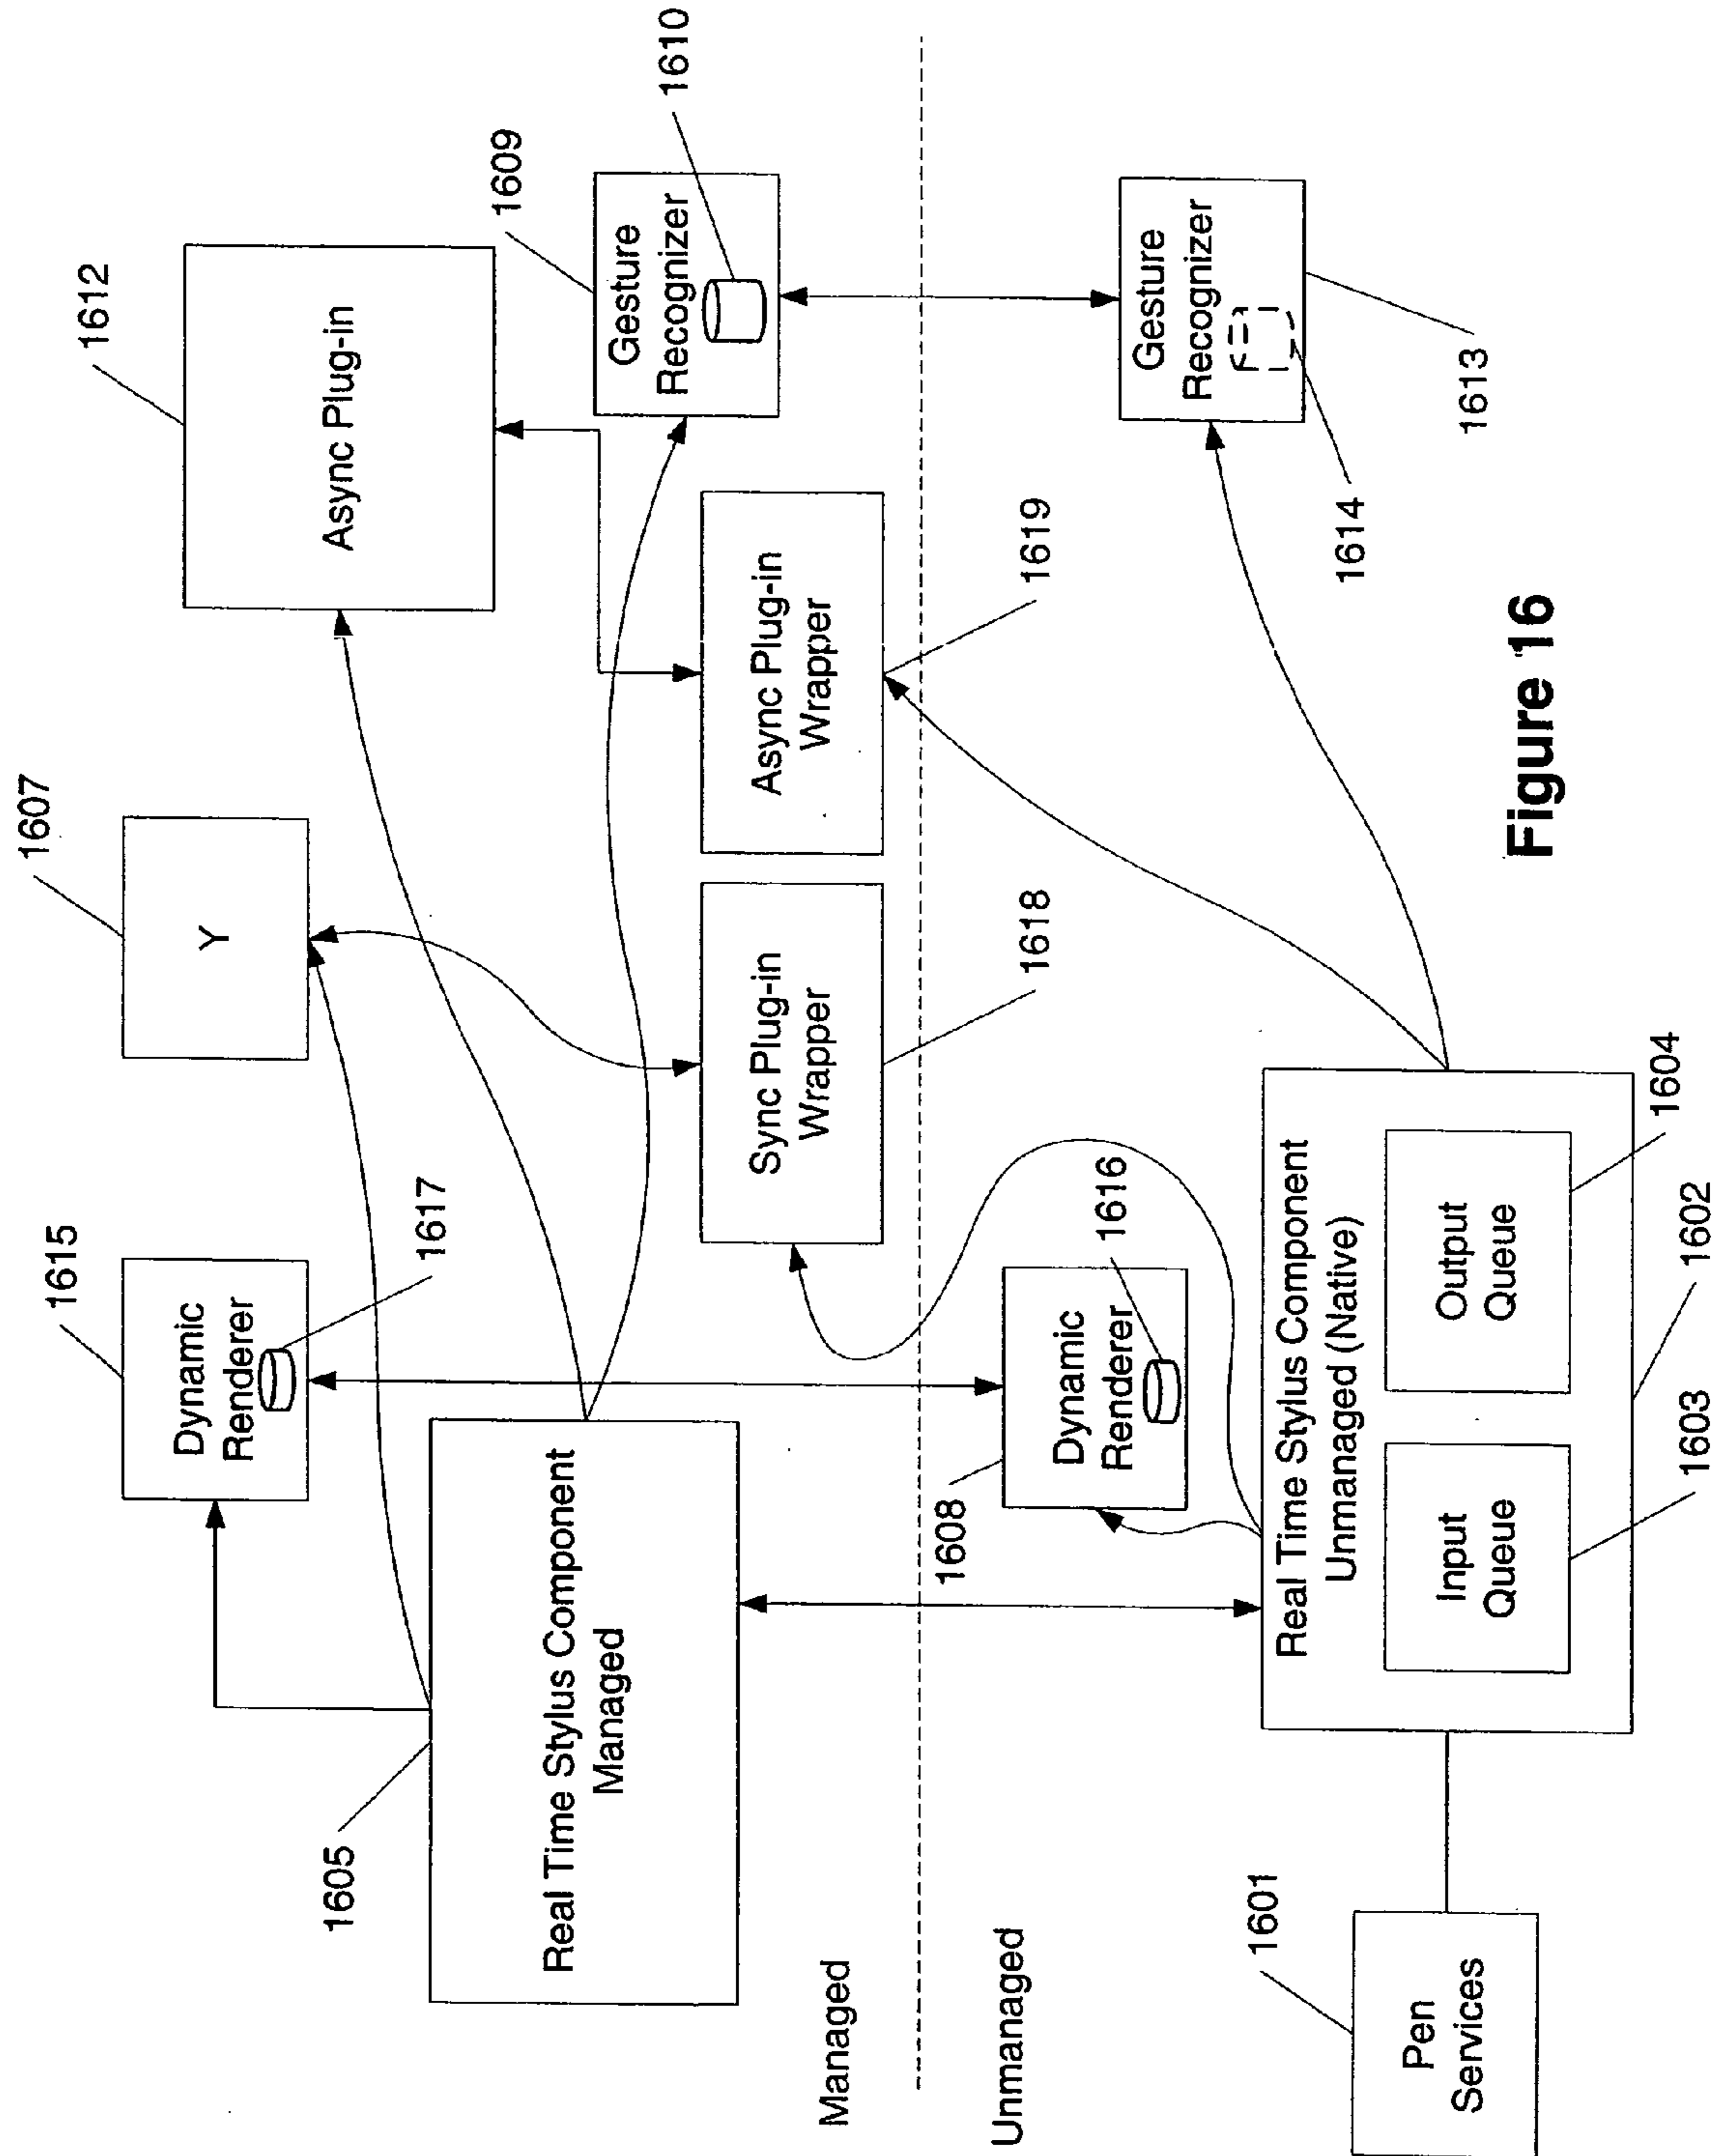 1615
Dynamic
Renderer
1617
1607
Y
1612
Async Plug-in
1605
Real Time Stylus Component
Managed
1609
Gesture
Recognizer
1610
Sync Plug-in
Wrapper
1618
Async Plug-in
Wrapper
1619
Managed
Unmanaged
1608
Dynamic
Renderer
1616
Gesture
Recognizer
1614
1613
1601
Pen
Services
Real Time Stylus Component
Unmanaged (Native)
Input
Queue
1603
Output
Queue
1604
1602
Figure 16